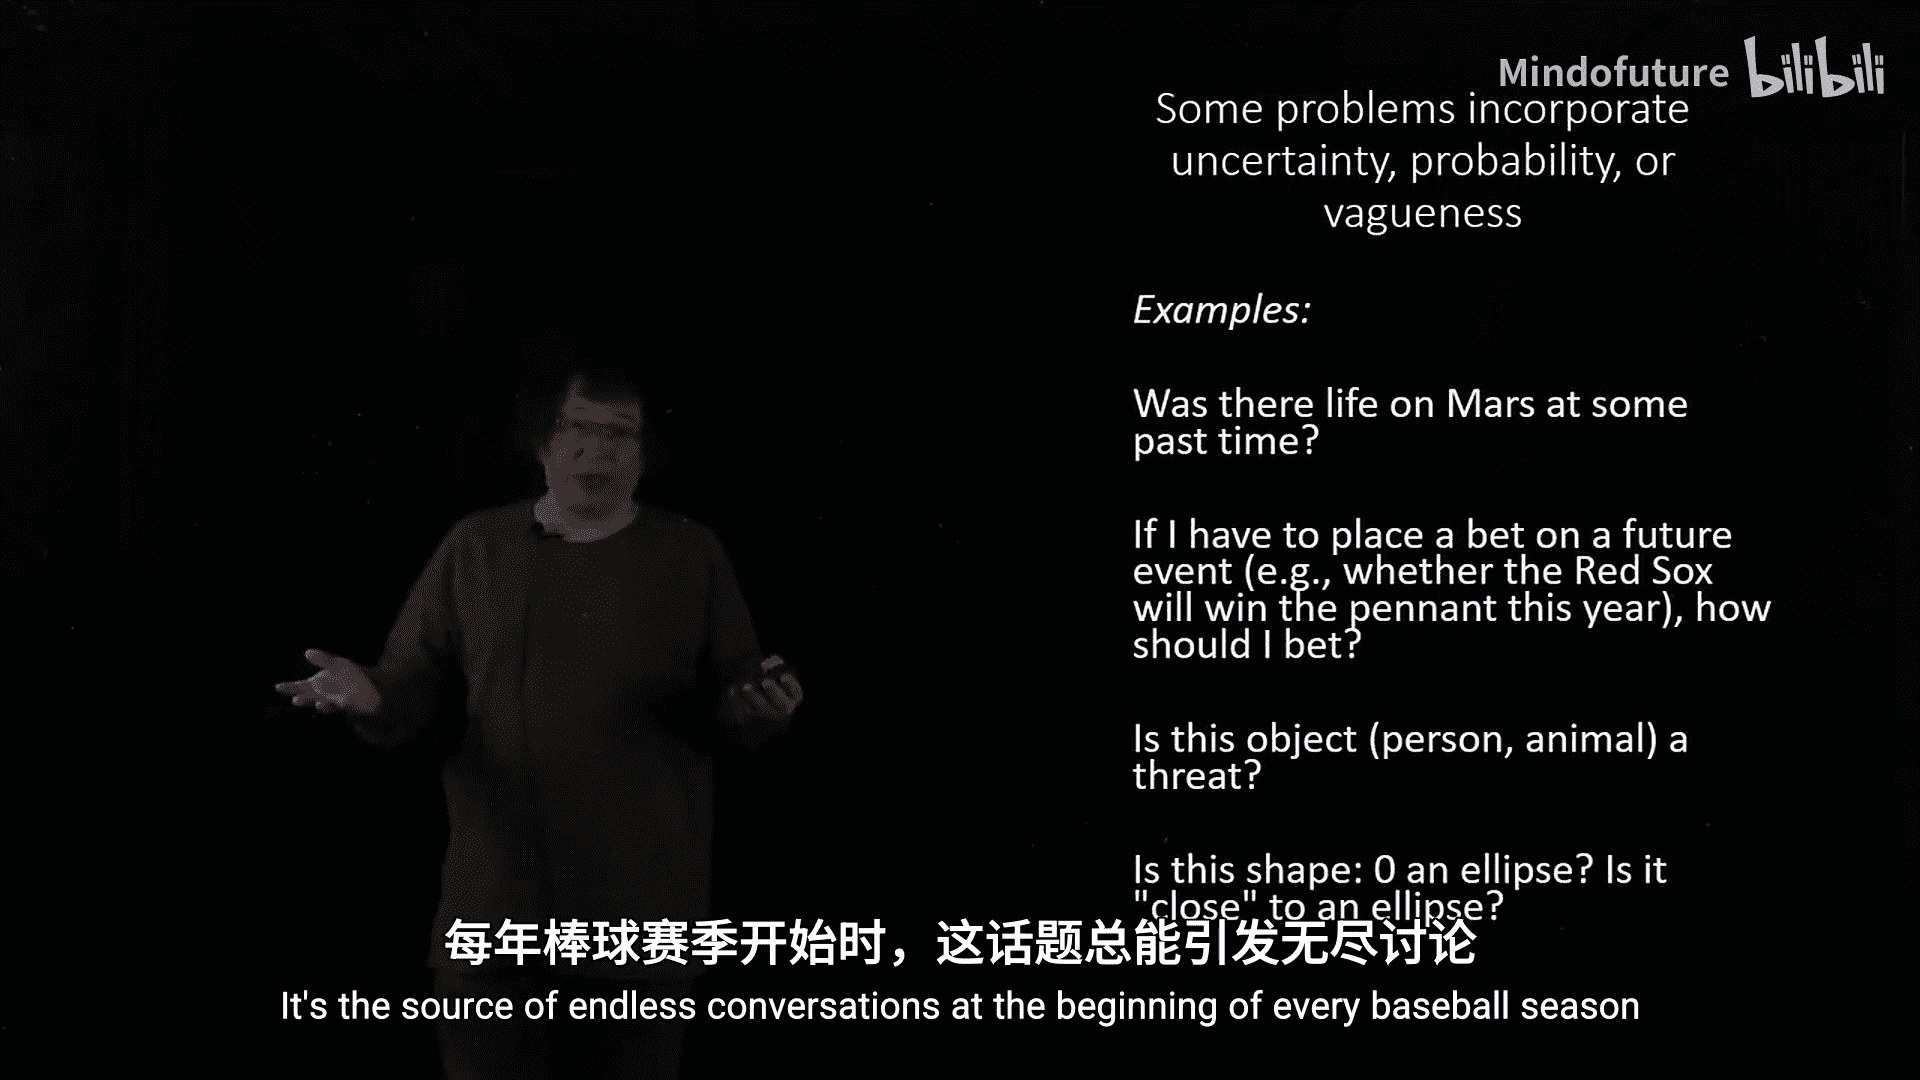 Mindofuture bilibili
Some problems incorporate
uncertainty, probability, or
vagueness
Examples:
Was there life on Mars at some
past time?
If I have to place a bet on a future
event (e.g., whether the Red Sox
will win the pennant this year), how
should I bet?
Is this object (person, animal) a
threat?
Is this shape: 0 an ellipse? Is it
"close" to an ellipse?
每年棒球赛季开始时，这话题总能引发无尽讨论
It's the source of endless conversations at the beginning of every baseball season